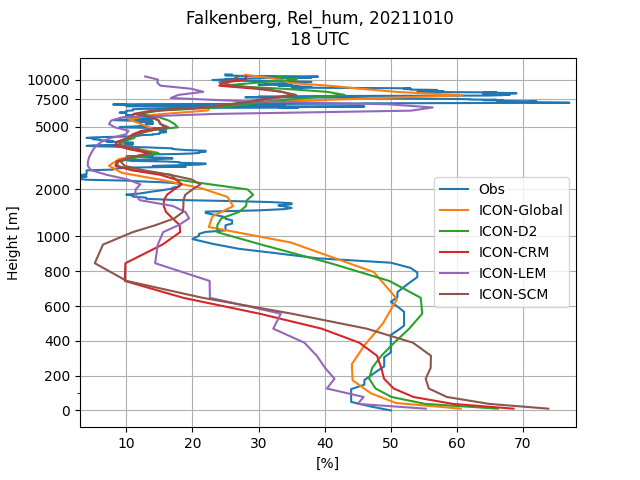 Falkenberg, Rel_hum, 20211010
18 UTC
10000
7500
5000
2000
1000
800
600
400
200
0
Height [m]
10
20
30
40
50
60
70
[%]
Obs
ICON-Global
ICON-D2
ICON-CRM
ICON-LEM
ICON-SCM